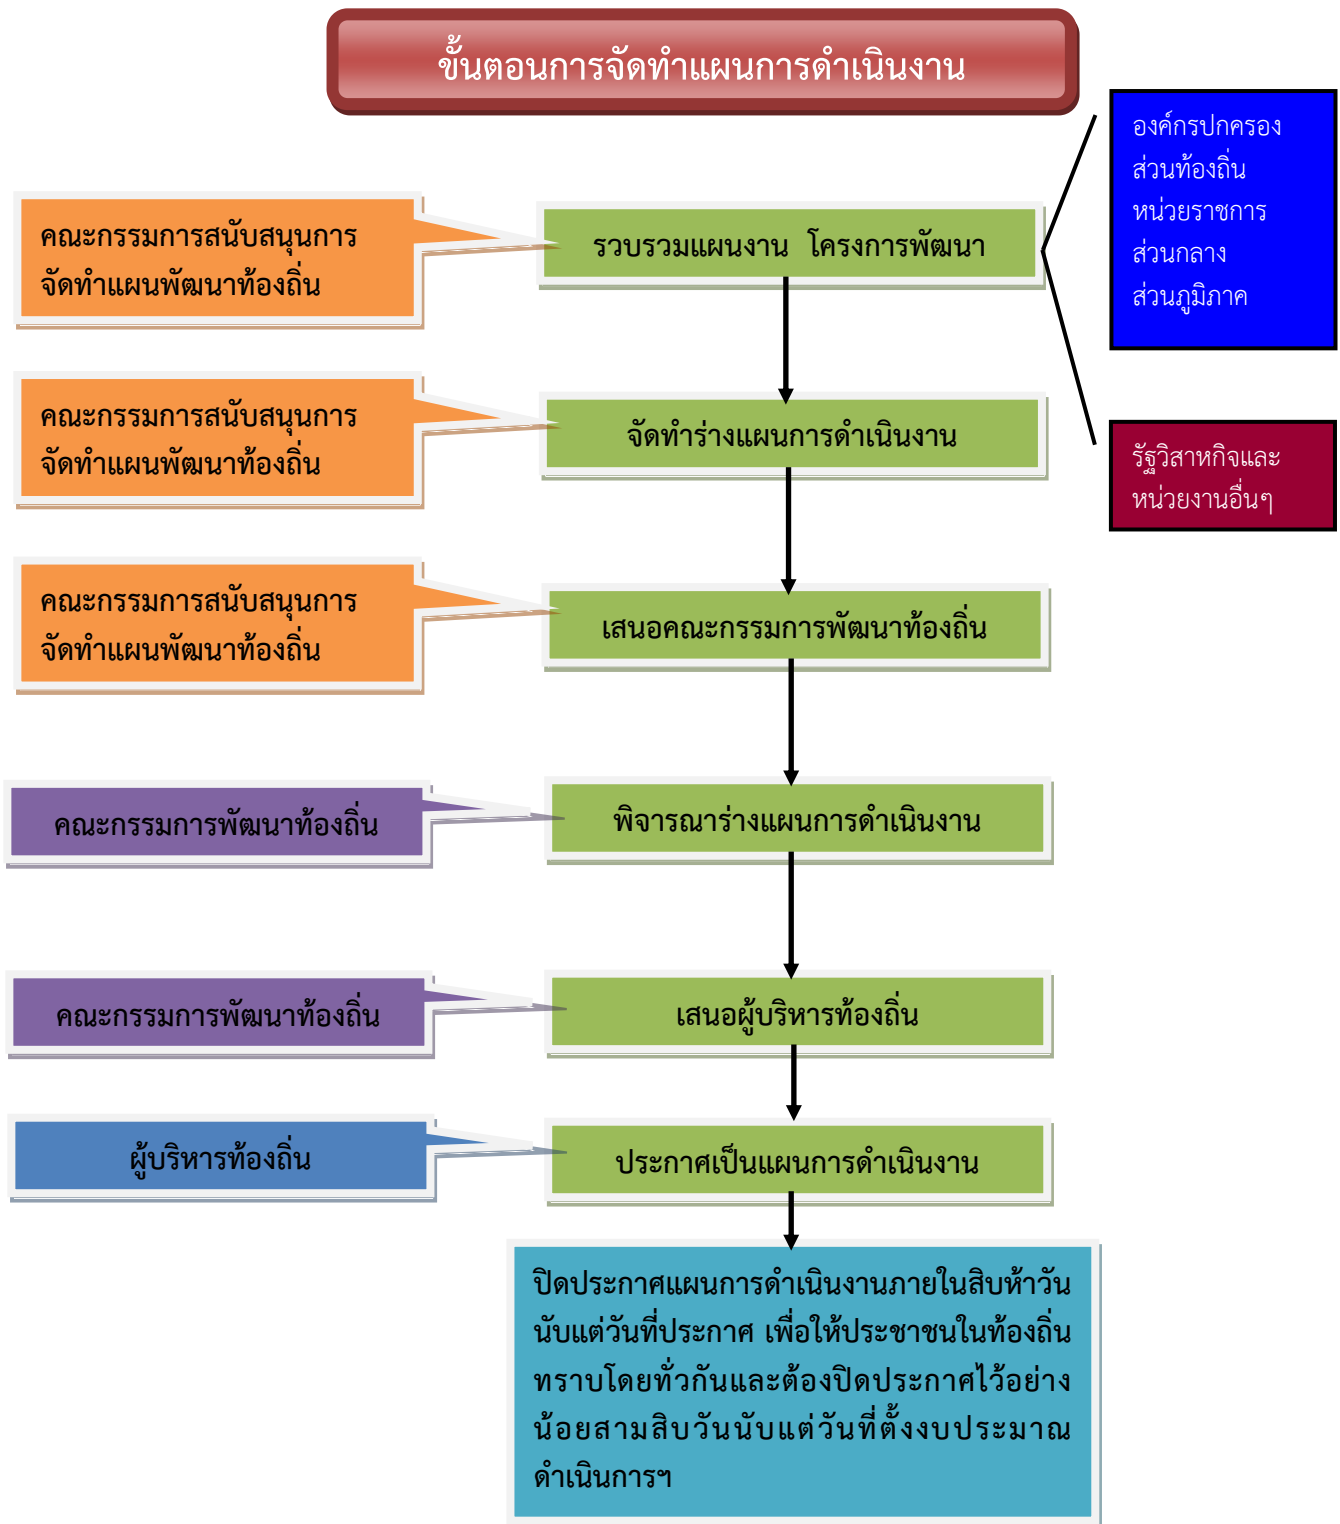 ขั้นตอนการจัดทำแผนการดำเนินงาน
องค์กรปกครอง
ส่วนท้องถิ่น
หน่วยราชการ
ส่วนกลาง
ส่วนภูมิภาค
คณะกรรมการสนับสนุนการ
จัดทำแผนพัฒนาท้องถิ่น
รวบรวมแผนงาน โครงการพัฒนา
คณะกรรมการสนับสนุนการ
จัดทำแผนพัฒนาท้องถิ่น
จัดทำร่างแผนการดำเนินงาน
รัฐวิสาหกิจและ
หน่วยงานอื่นๆ
คณะกรรมการสนับสนุนการ
จัดทำแผนพัฒนาท้องถิ่น
เสนอคณะกรรมการพัฒนาท้องถิ่น
คณะกรรมการพัฒนาท้องถิ่น
พิจารณาร่างแผนการดำเนินงาน
คณะกรรมการพัฒนาท้องถิ่น
เสนอผู้บริหารท้องถิ่น
ผู้บริหารท้องถิ่น
ประกาศเป็นแผนการดำเนินงาน
ปิดประกาศแผนการดำเนินงานภายในสิบห้าวัน
นับแต่วันที่ประกาศ เพื่อให้ประชาชนในท้องถิ่น
ทราบโดยทั่วกันและต้องปิดประกาศไว้อย่าง
น้อยสามสิบวันนับแต่วันที่ตั้งงบประมาณ
ดำเนินการฯ